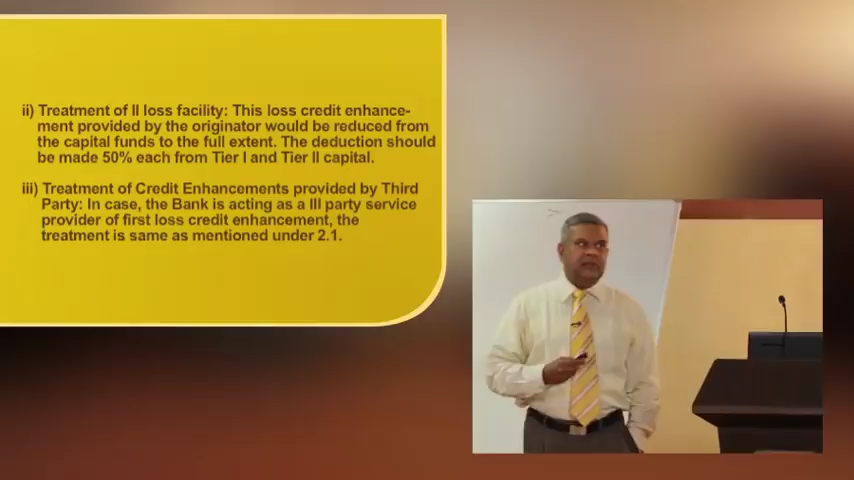 ii) Treatment of II loss facility: This loss credit enhance-
ment provided by the originator would be reduced from
the capital funds to the full extent. The deduction should
be made 50% each from Tier I and Tier II capital.
iii) Treatment of Credit Enhancements provided by Third
Party: In case, the Bank is acting as a III party service
provider of first loss credit enhancement, the
treatment is same as mentioned under 2.1.